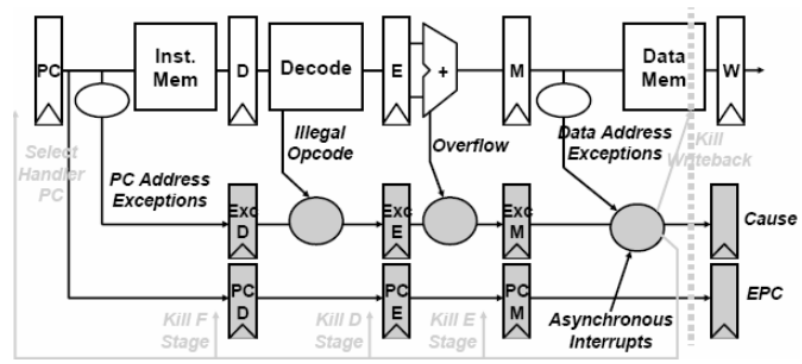 PC
Inst.
Mem
D
Decode
E
+
M
Data
Mem
W
Illegal
Opcode
Overflow
Data Address
Exceptions
Kill
Writeback
Select
Handler
PC
PC Address
Exceptions
Exc
D
Exc
E
Exc
M
Cause
PC
D
PC
E
PC
M
EPC
Kill F
Stage
Kill D
Stage
Kill E
Stage
Asynchronous
Interrupts